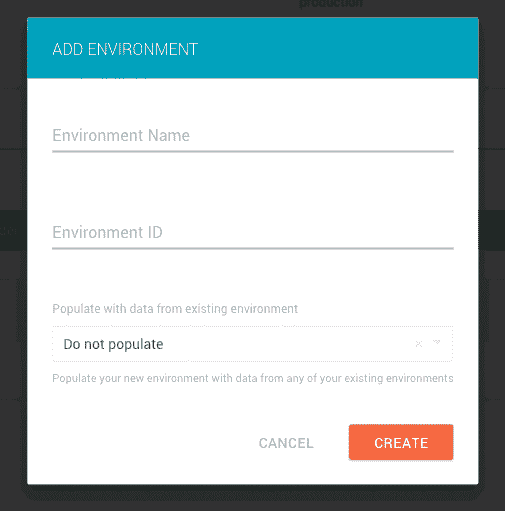 production
ADD ENVIRONMENT
Environment Name
Environment ID
Populate with data from existing environment
Do not populate
Populate your new environment with data from any of your existing environments
CANCEL
CREATE